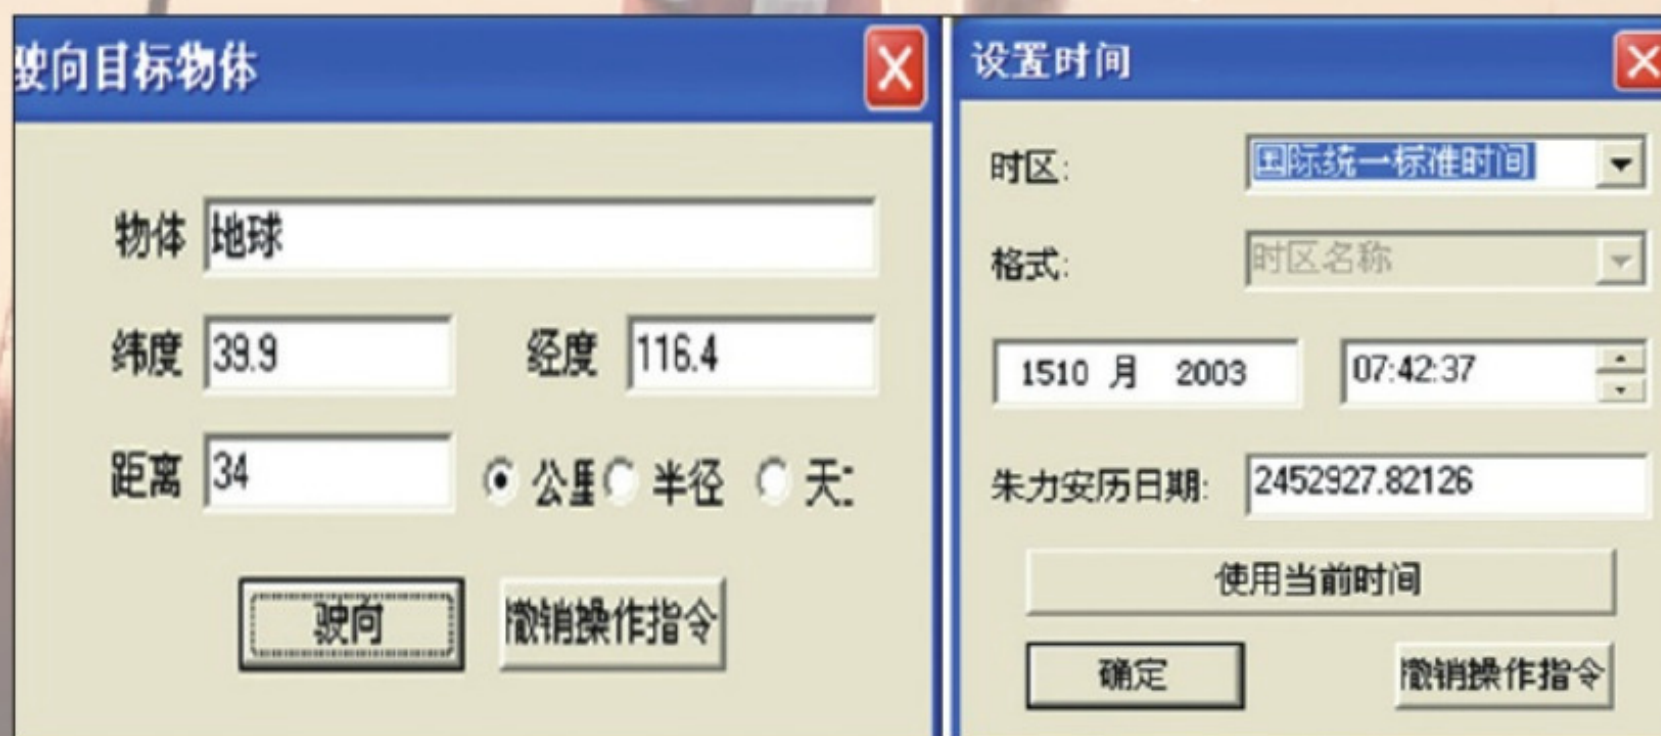 驶向目标物体
物体 地球
纬度 39.9 经度 116.4
距离 34 公里 半径 天
驶向 撤销操作指令
设置时间
时区: 国际统一标准时间
格式: 时区名称
1510 月 2003 07:42:37
朱力安历日期: 2452927.82126
使用当前时间
确定 撤销操作指令